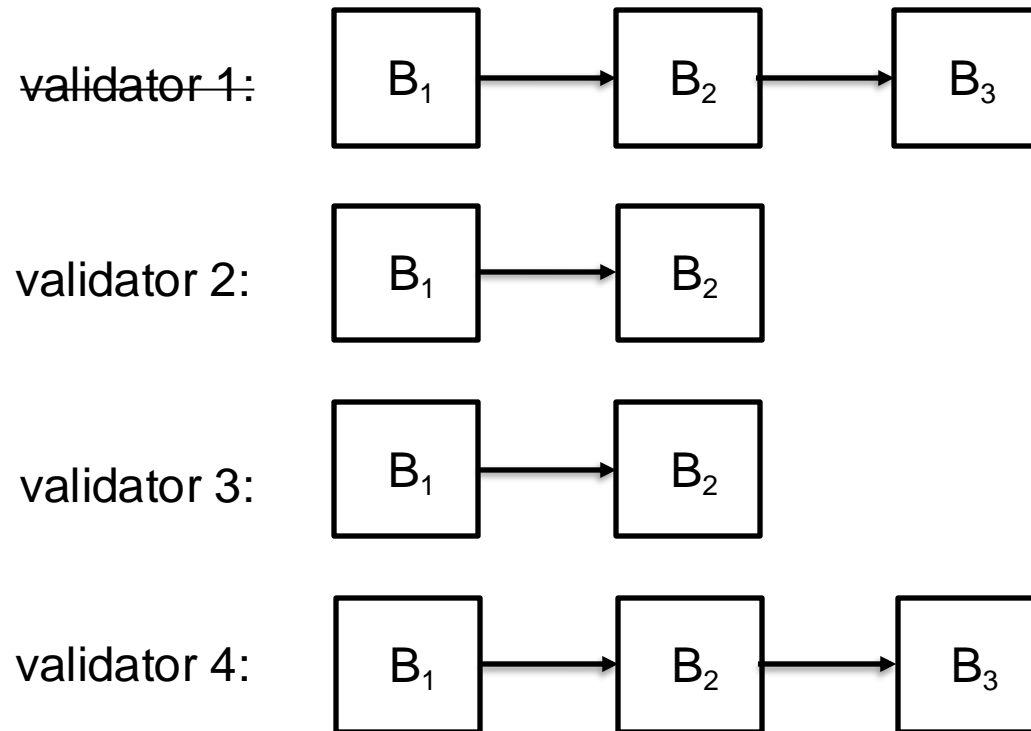 validator 1: B₁ B₂ B₃
validator 2: B₁ B₂
validator 3: B₁ B₂
validator 4: B₁ B₂ B₃